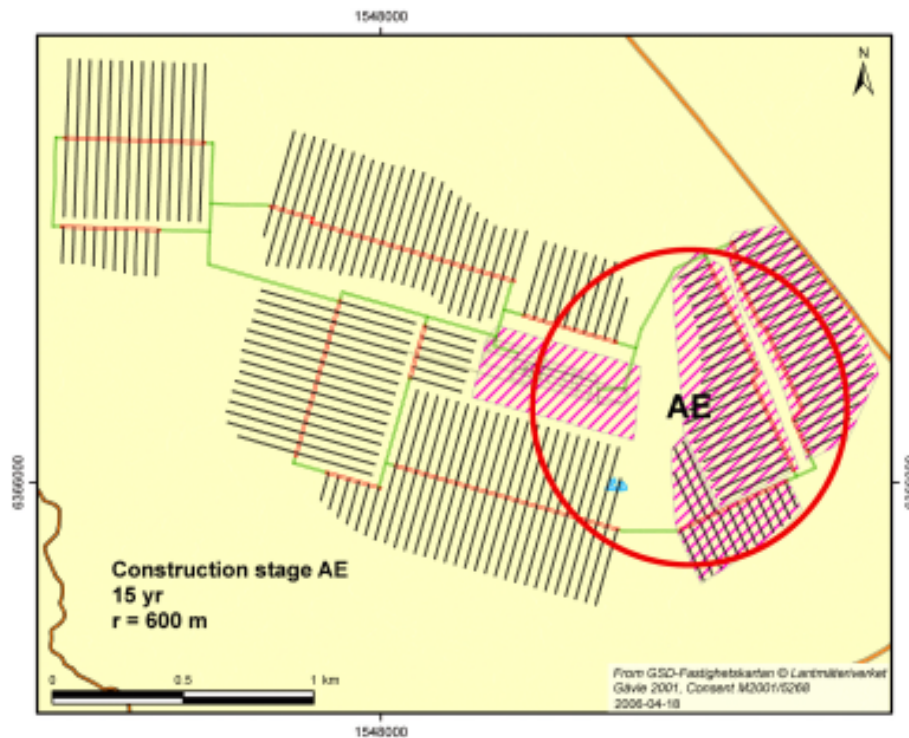 1548000
N
AE
6366000
Construction stage AE
15 yr
r = 600 m
0 0.5 1 km
From GSD-Fastighetskartan © Lantmäteriverket
Gävle 2001, Consent M2001/5268
2006-04-18
1548000